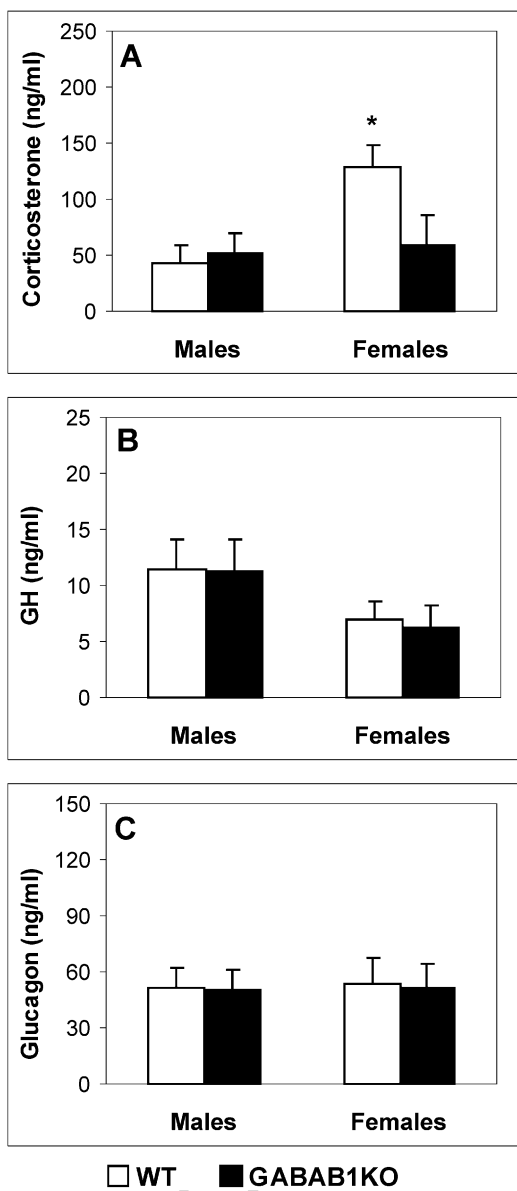 A
Corticosterone (ng/ml)
250
200
150
100
50
0
*
Males Females
B
GH (ng/ml)
25
20
15
10
5
0
Males Females
C
Glucagon (ng/ml)
150
120
90
60
30
0
Males Females
WT GABAB1KO